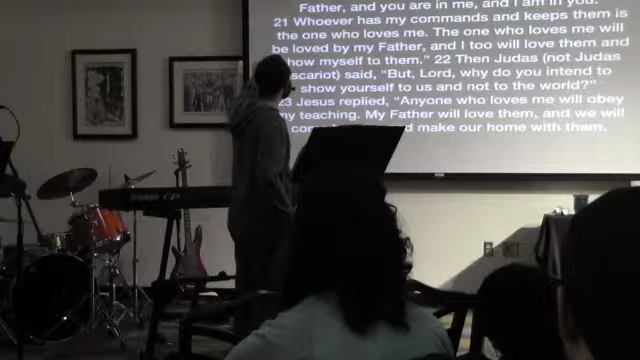 Father, and you are in me, and I am in you.
21 Whoever has my commands and keeps them is
the one who loves me. The one who loves me will
be loved by my Father, and I too will love them and
how myself to them.” 22 Then Judas (not Judas
scariot) said, “But, Lord, why do you intend to
show yourself to us and not to the world?”
23 Jesus replied, “Anyone who loves me will obey
my teaching. My Father will love them, and we will
make our home with them,